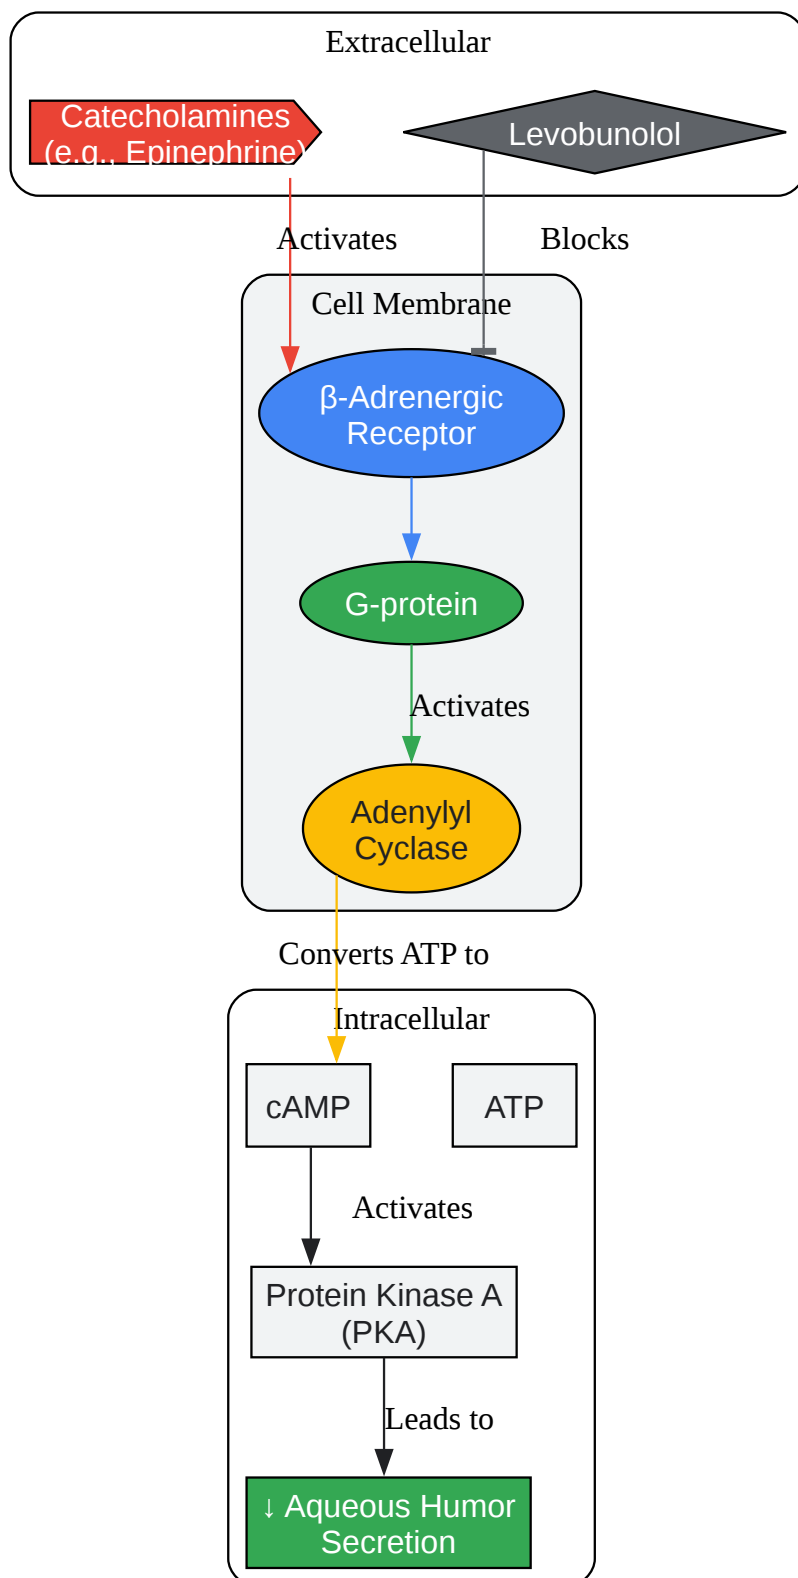 Extracellular
Catecholamines
(e.g., Epinephrine)
Levobunolol
Activates
Blocks
Cell Membrane
β-Adrenergic
Receptor
G-protein
Activates
Adenylyl
Cyclase
Converts ATP to
Intracellular
cAMP
ATP
Activates
Protein Kinase A
(PKA)
Leads to
↓ Aqueous Humor
Secretion